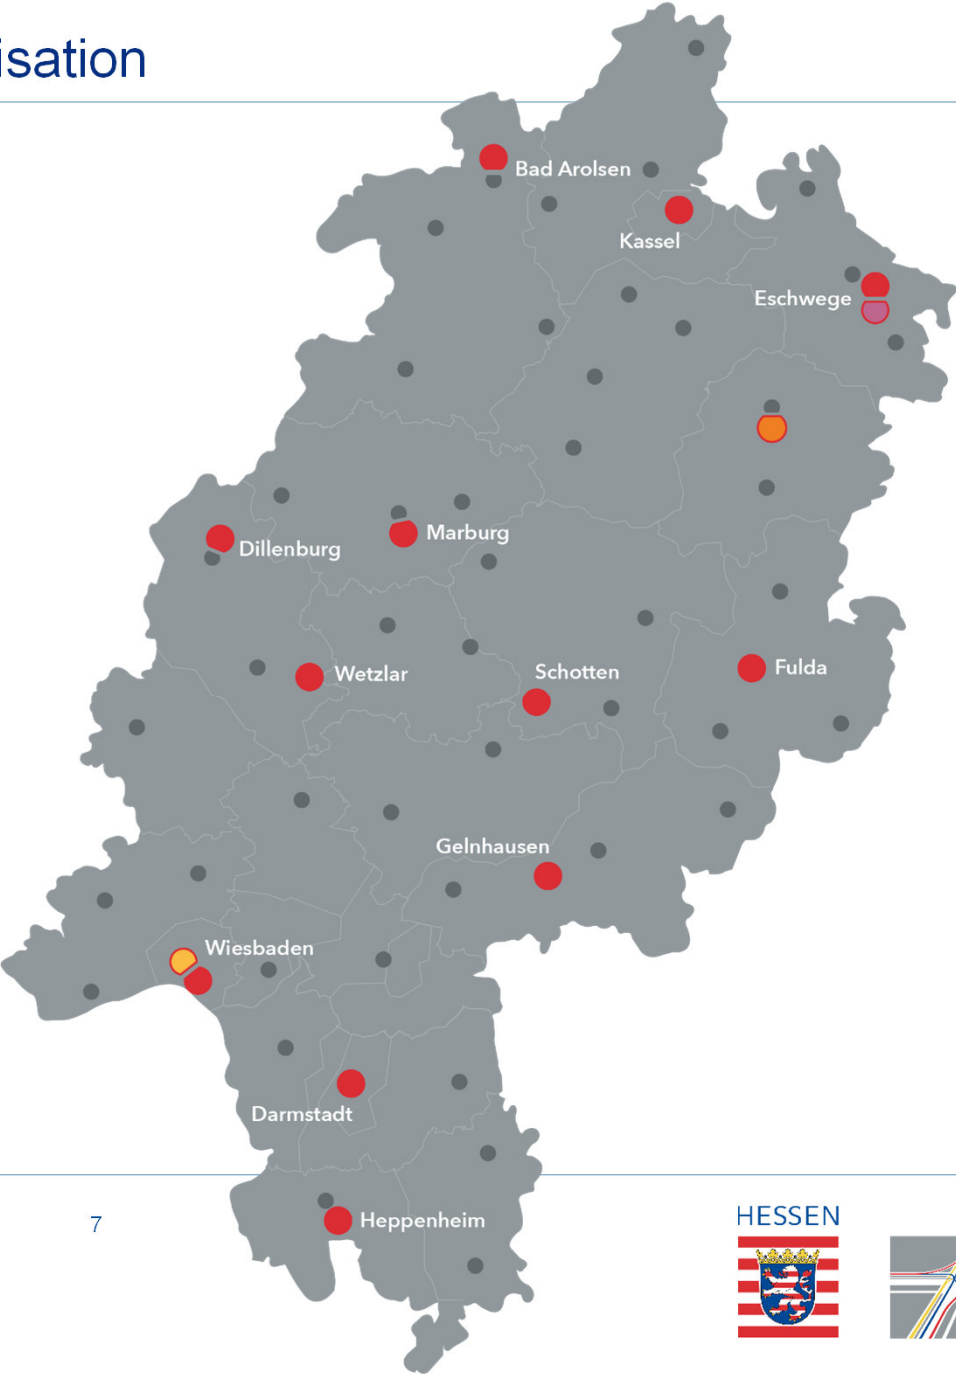 isation
Bad Arolsen
Kassel
Eschwege
Marburg
Dillenburg
Wetzlar
Schotten
Fulda
Gelnhausen
Wiesbaden
Darmstadt
Heppenheim
7
HESSEN